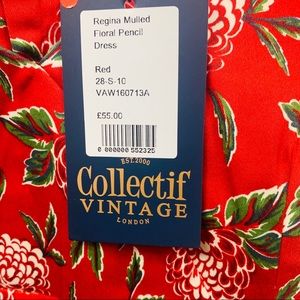 Regina Mulled
Floral Pencil
Dress
Red
28-S-10
VAW160713A
£55.00
0 000000 552325
EST.2000
Collectif
VINTAGE
LONDON